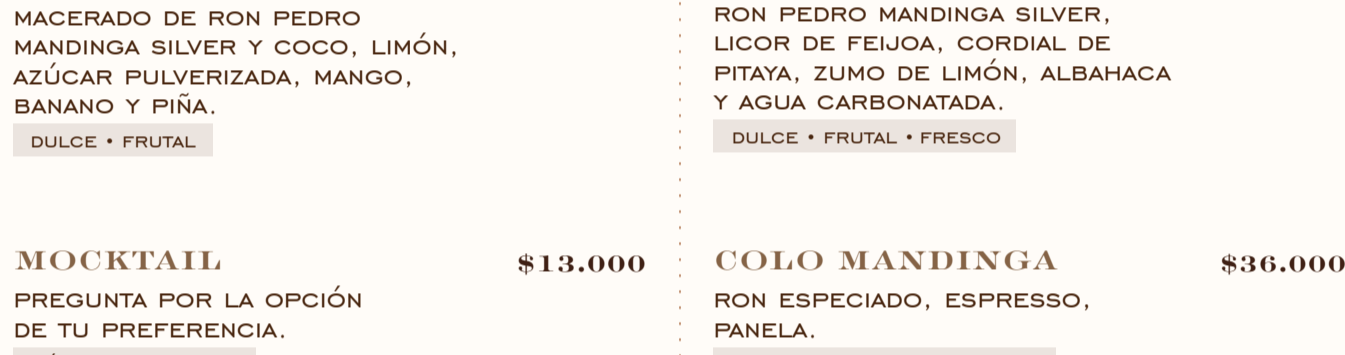 MACERADO DE RON PEDRO
MANDINGA SILVER Y COCO, LIMÓN,
AZÚCAR PULVERIZADA, MANGO,
BANANO Y PIÑA.
DULCE • FRUTAL
MOCKTAIL $13.000
PREGUNTA POR LA OPCIÓN
DE TU PREFERENCIA.
RON PEDRO MANDINGA SILVER,
LICOR DE FEIJOA, CORDIAL DE
PITAYA, ZUMO DE LIMÓN, ALBAHACA
Y AGUA CARBONATADA.
DULCE • FRUTAL • FRESCO
COLO MANDINGA $36.000
RON ESPECIADO, ESPRESSO,
PANELA.